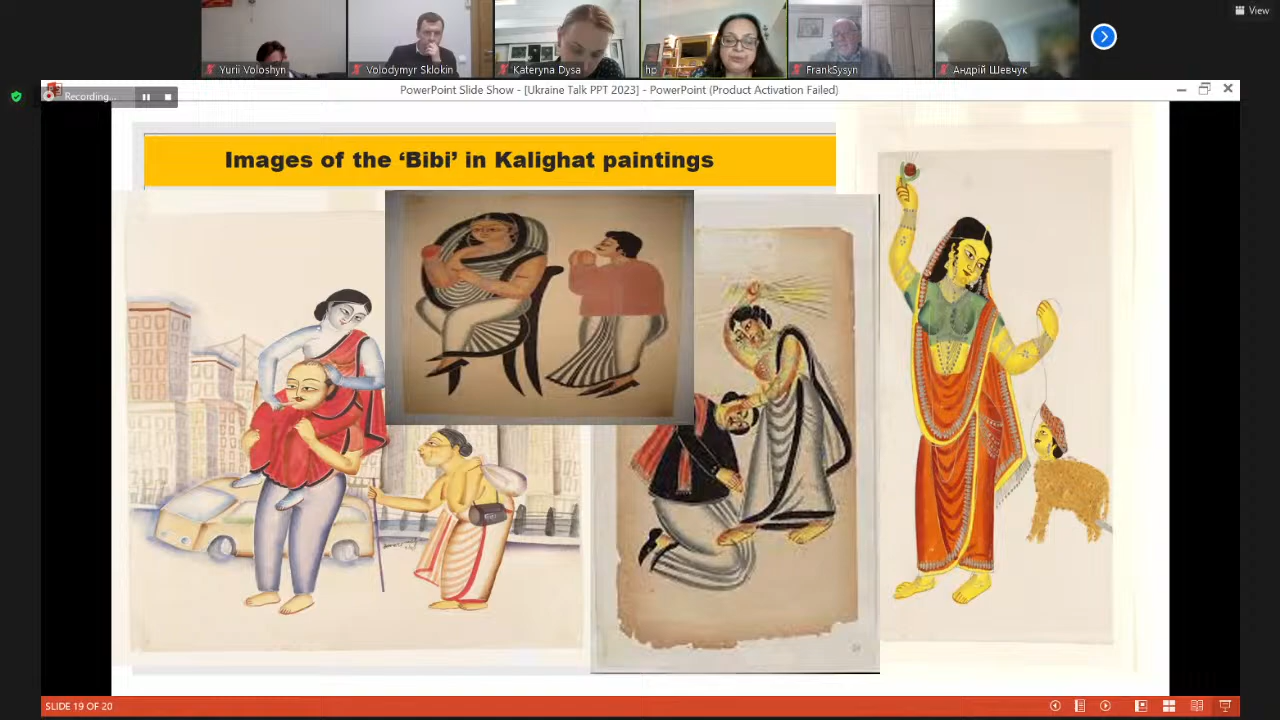 View
Yurii Voloshyn
Volodymyr Sklokin
Kateryna Dysa
hp
FrankSysyn
Андрій Шевчук
Recording...
PowerPoint Slide Show - [Ukraine Talk PPT 2023] - PowerPoint (Product Activation Failed)
Images of the ‘Bibi’ in Kalighat paintings
SLIDE 19 OF 20